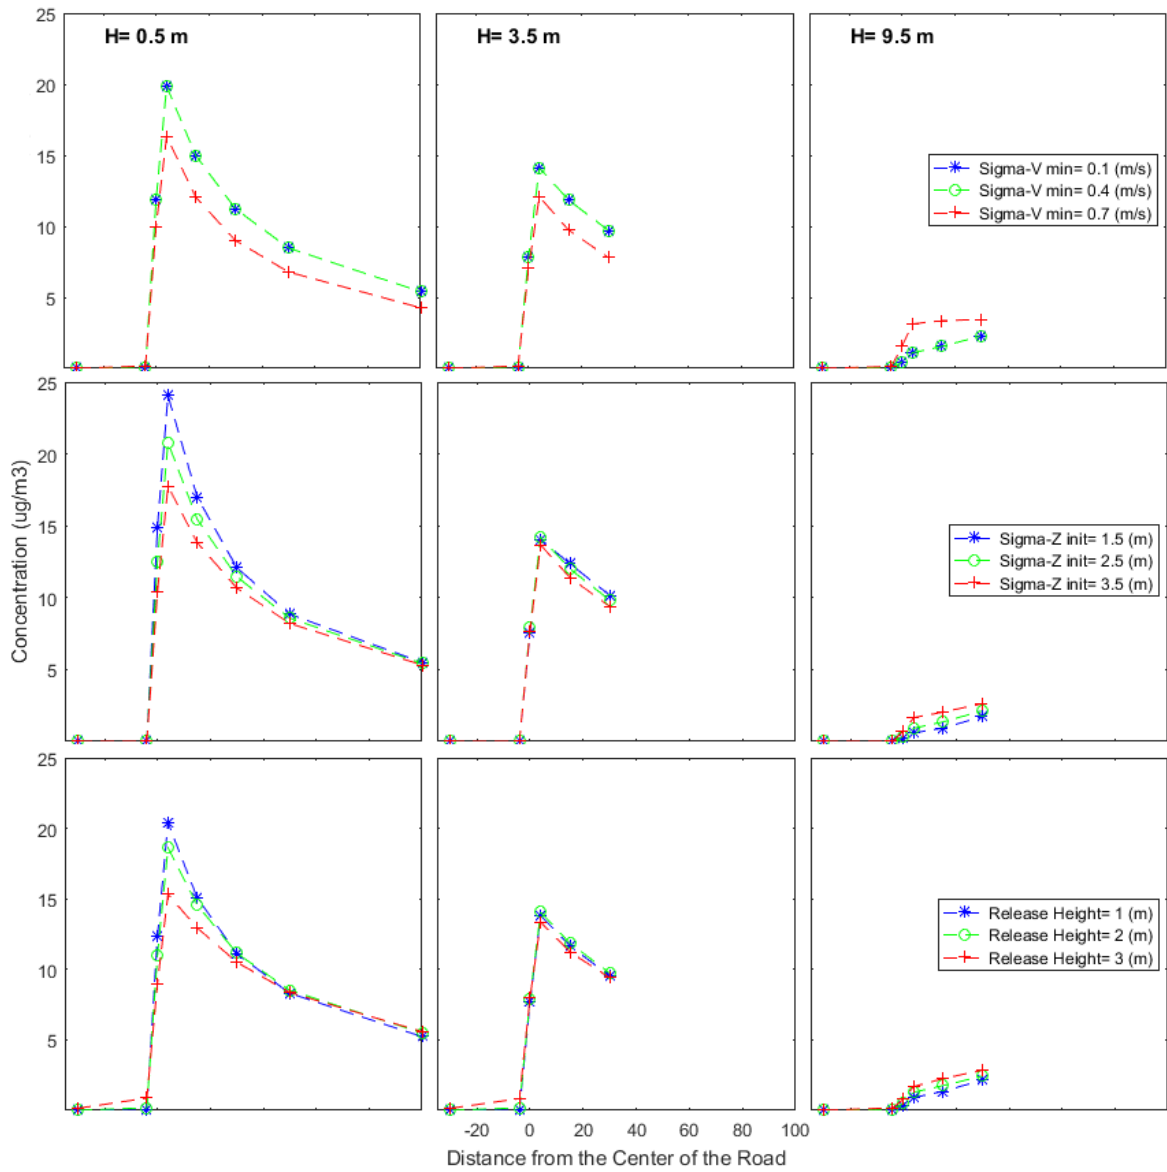 25
20
15
10
5
H= 0.5 m
H= 3.5 m
H= 9.5 m
Sigma-V min= 0.1 (m/s)
Sigma-V min= 0.4 (m/s)
Sigma-V min= 0.7 (m/s)
25
20
15
10
5
Concentration (ug/m3)
Sigma-Z init= 1.5 (m)
Sigma-Z init= 2.5 (m)
Sigma-Z init= 3.5 (m)
25
20
15
10
5
Release Height= 1 (m)
Release Height= 2 (m)
Release Height= 3 (m)
-20 0 20 40 60 80 100
Distance from the Center of the Road